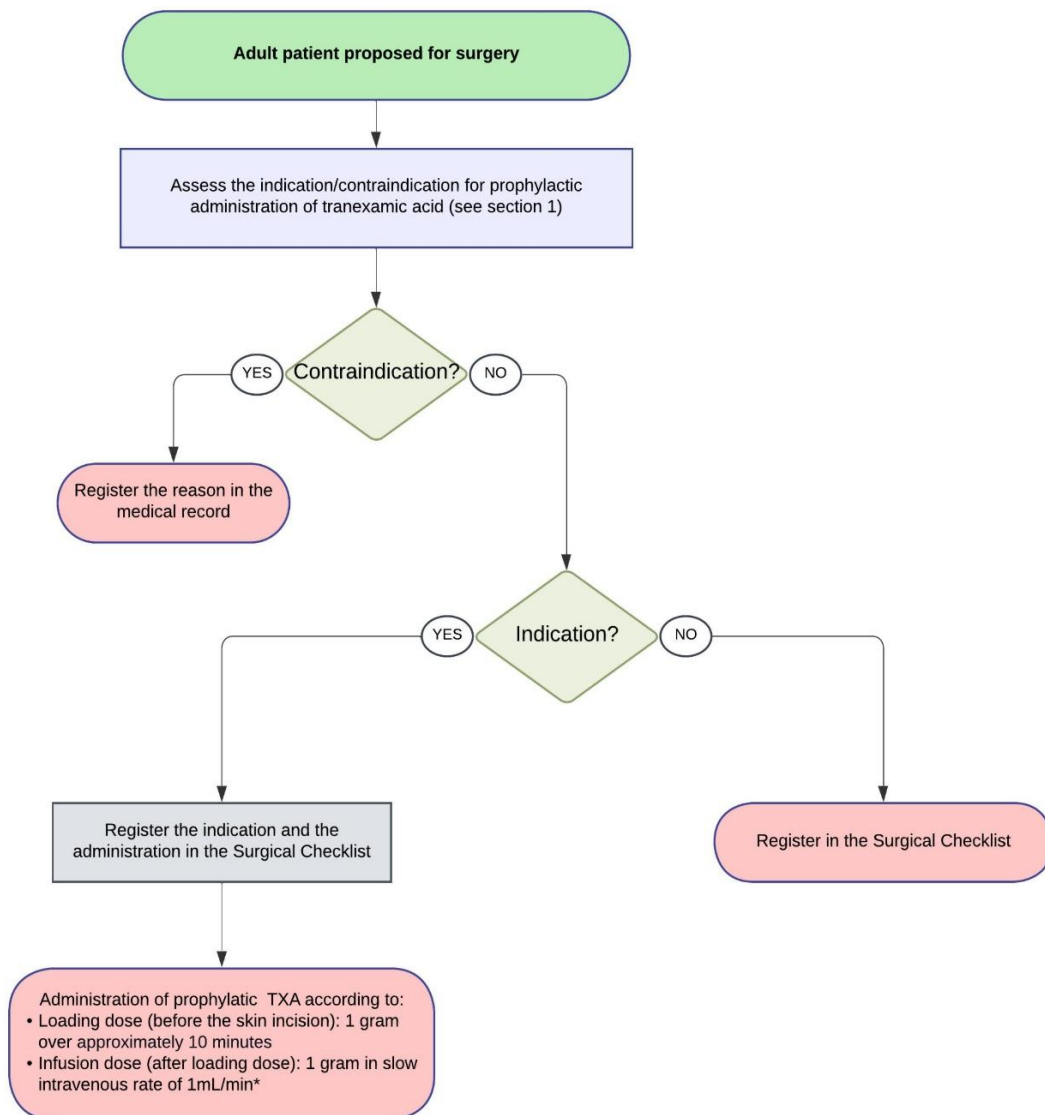 Adult patient proposed for surgery
Assess the indication/contraindication for prophylactic
administration of tranexamic acid (see section 1)
YES
Contraindication?
NO
Register the reason in the
medical record
YES
Indication?
NO
Register the indication and the
administration in the Surgical Checklist
Register in the Surgical Checklist
Administration of prophylatic TXA according to:
• Loading dose (before the skin incision): 1 gram
over approximately 10 minutes
• Infusion dose (after loading dose): 1 gram in slow
intravenous rate of 1mL/min*